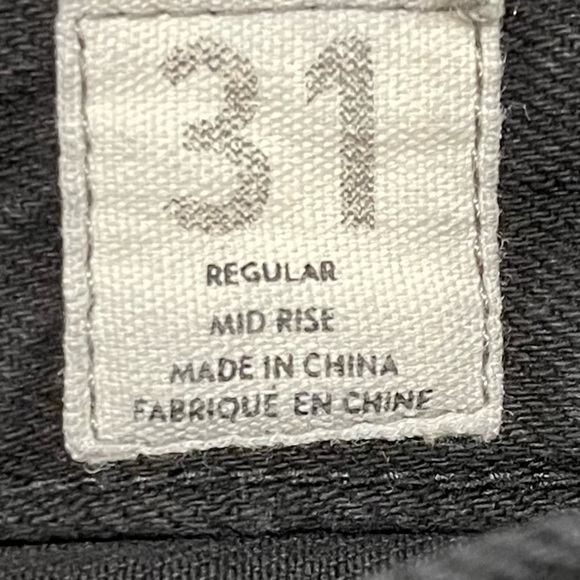 31
REGULAR
MID RISE
MADE IN CHINA
FABRIQUÉ EN CHINE